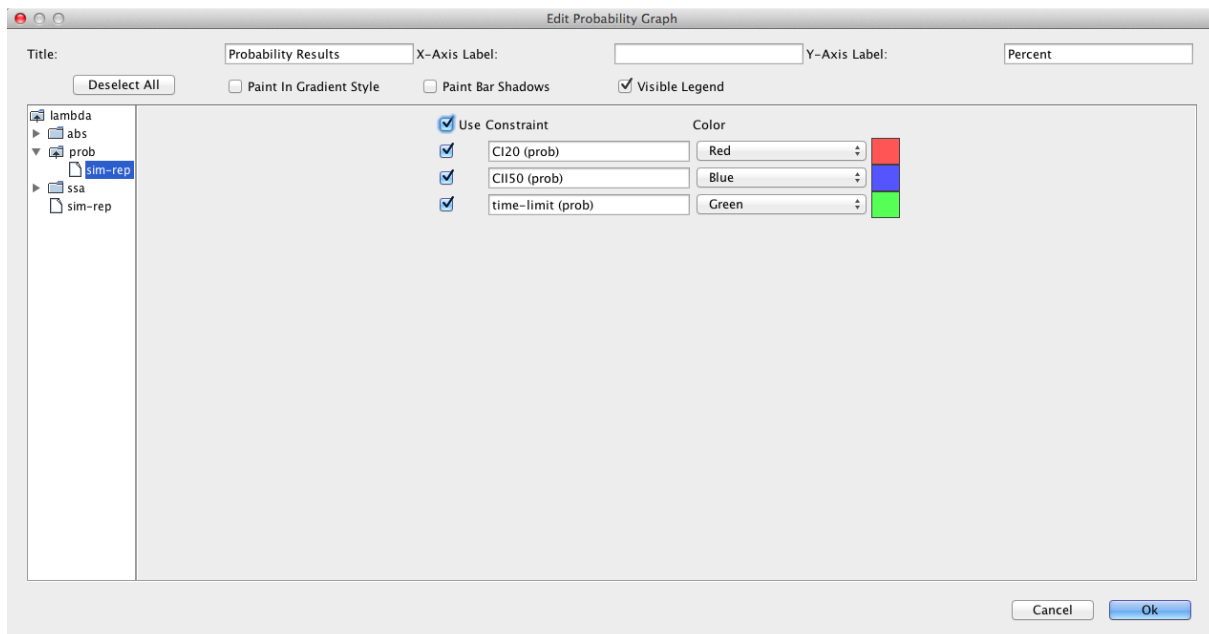 Edit Probability Graph
Title: Probability Results X-Axis Label: Y-Axis Label: Percent
Deselect All Paint In Gradient Style Paint Bar Shadows Visible Legend
lambda
abs
prob
sim-rep
ssa
sim-rep
Use Constraint Color
CI20 (prob) Red
CII50 (prob) Blue
time-limit (prob) Green
Cancel Ok